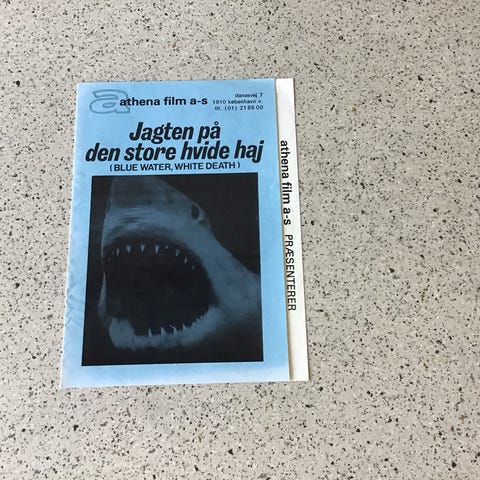 a athena film a-s
danasvej 7
1910 københavn v.
tlf. (01) 21 86 00
Jagten på
den store hvide haj
( BLUE WATER, WHITE DEATH )
athena film a-s PRÆSENTERER